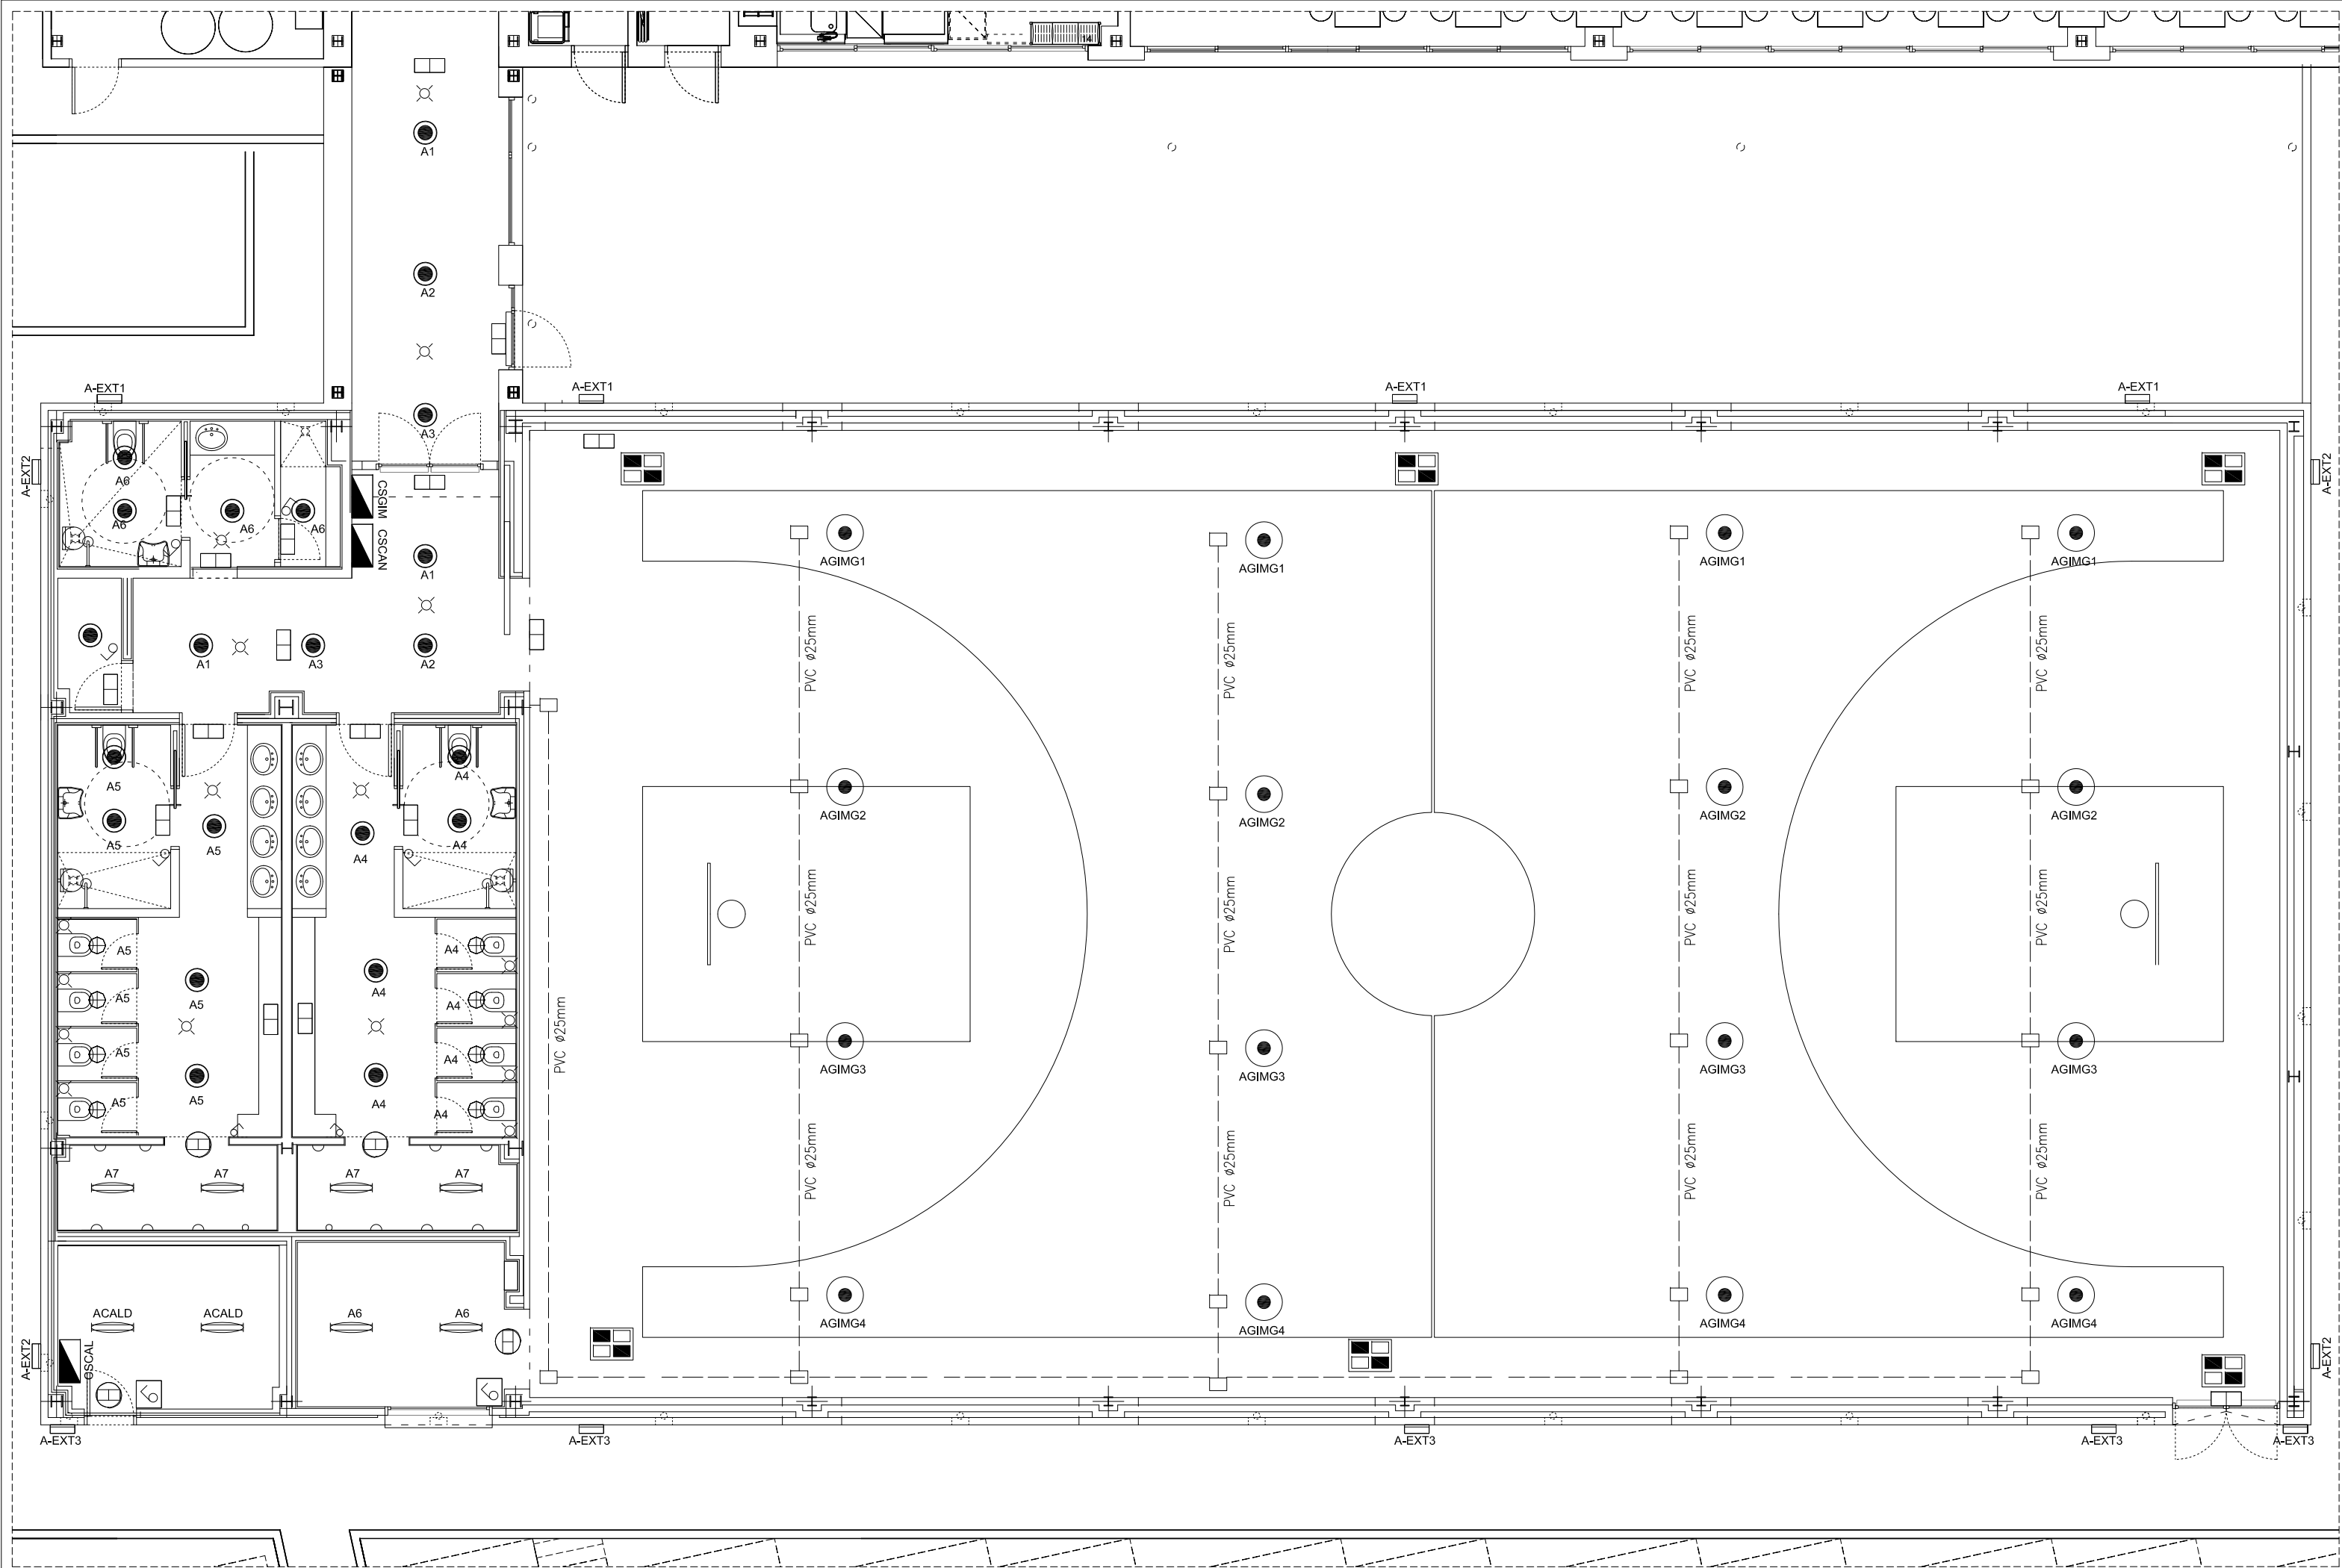 14
A1
A2
A-EXT1
A-EXT1
A-EXT1
A-EXT1
A3
A-EXT2
A-EXT2
A6
CSGIM
A6
A6
A6
CSCAN
AGIMG1
AGIMG1
AGIMG1
AGIMG1
A1
PVC ø25mm
PVC ø25mm
PVC ø25mm
PVC ø25mm
A1
A3
A2
A5
A4
AGIMG2
AGIMG2
AGIMG2
AGIMG2
A5
A5
A4
A4
PVC ø25mm
PVC ø25mm
PVC ø25mm
PVC ø25mm
A5
A4
A5
A5
A4
A4
PVC ø25mm
A5
A4
AGIMG3
AGIMG3
AGIMG3
AGIMG3
A5
A5
A4
A4
PVC ø25mm
PVC ø25mm
PVC ø25mm
PVC ø25mm
A7
A7
A7
A7
ACALD
ACALD
A6
A6
AGIMG4
AGIMG4
AGIMG4
AGIMG4
A-EXT2
CSCAL
A-EXT2
A-EXT3
A-EXT3
A-EXT3
A-EXT3
A-EXT3